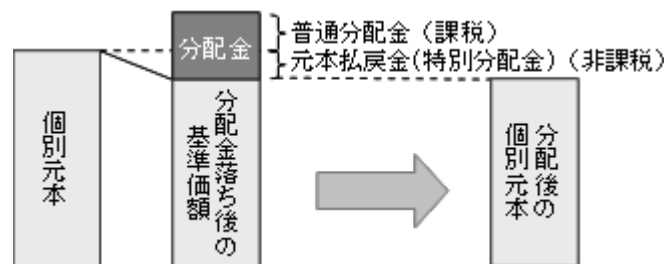 普通分配金（課税）
分配金
元本払戻金(特別分配金)（非課税）
個別元本
分配金落ち後の
基準価額
分配後の
個別元本